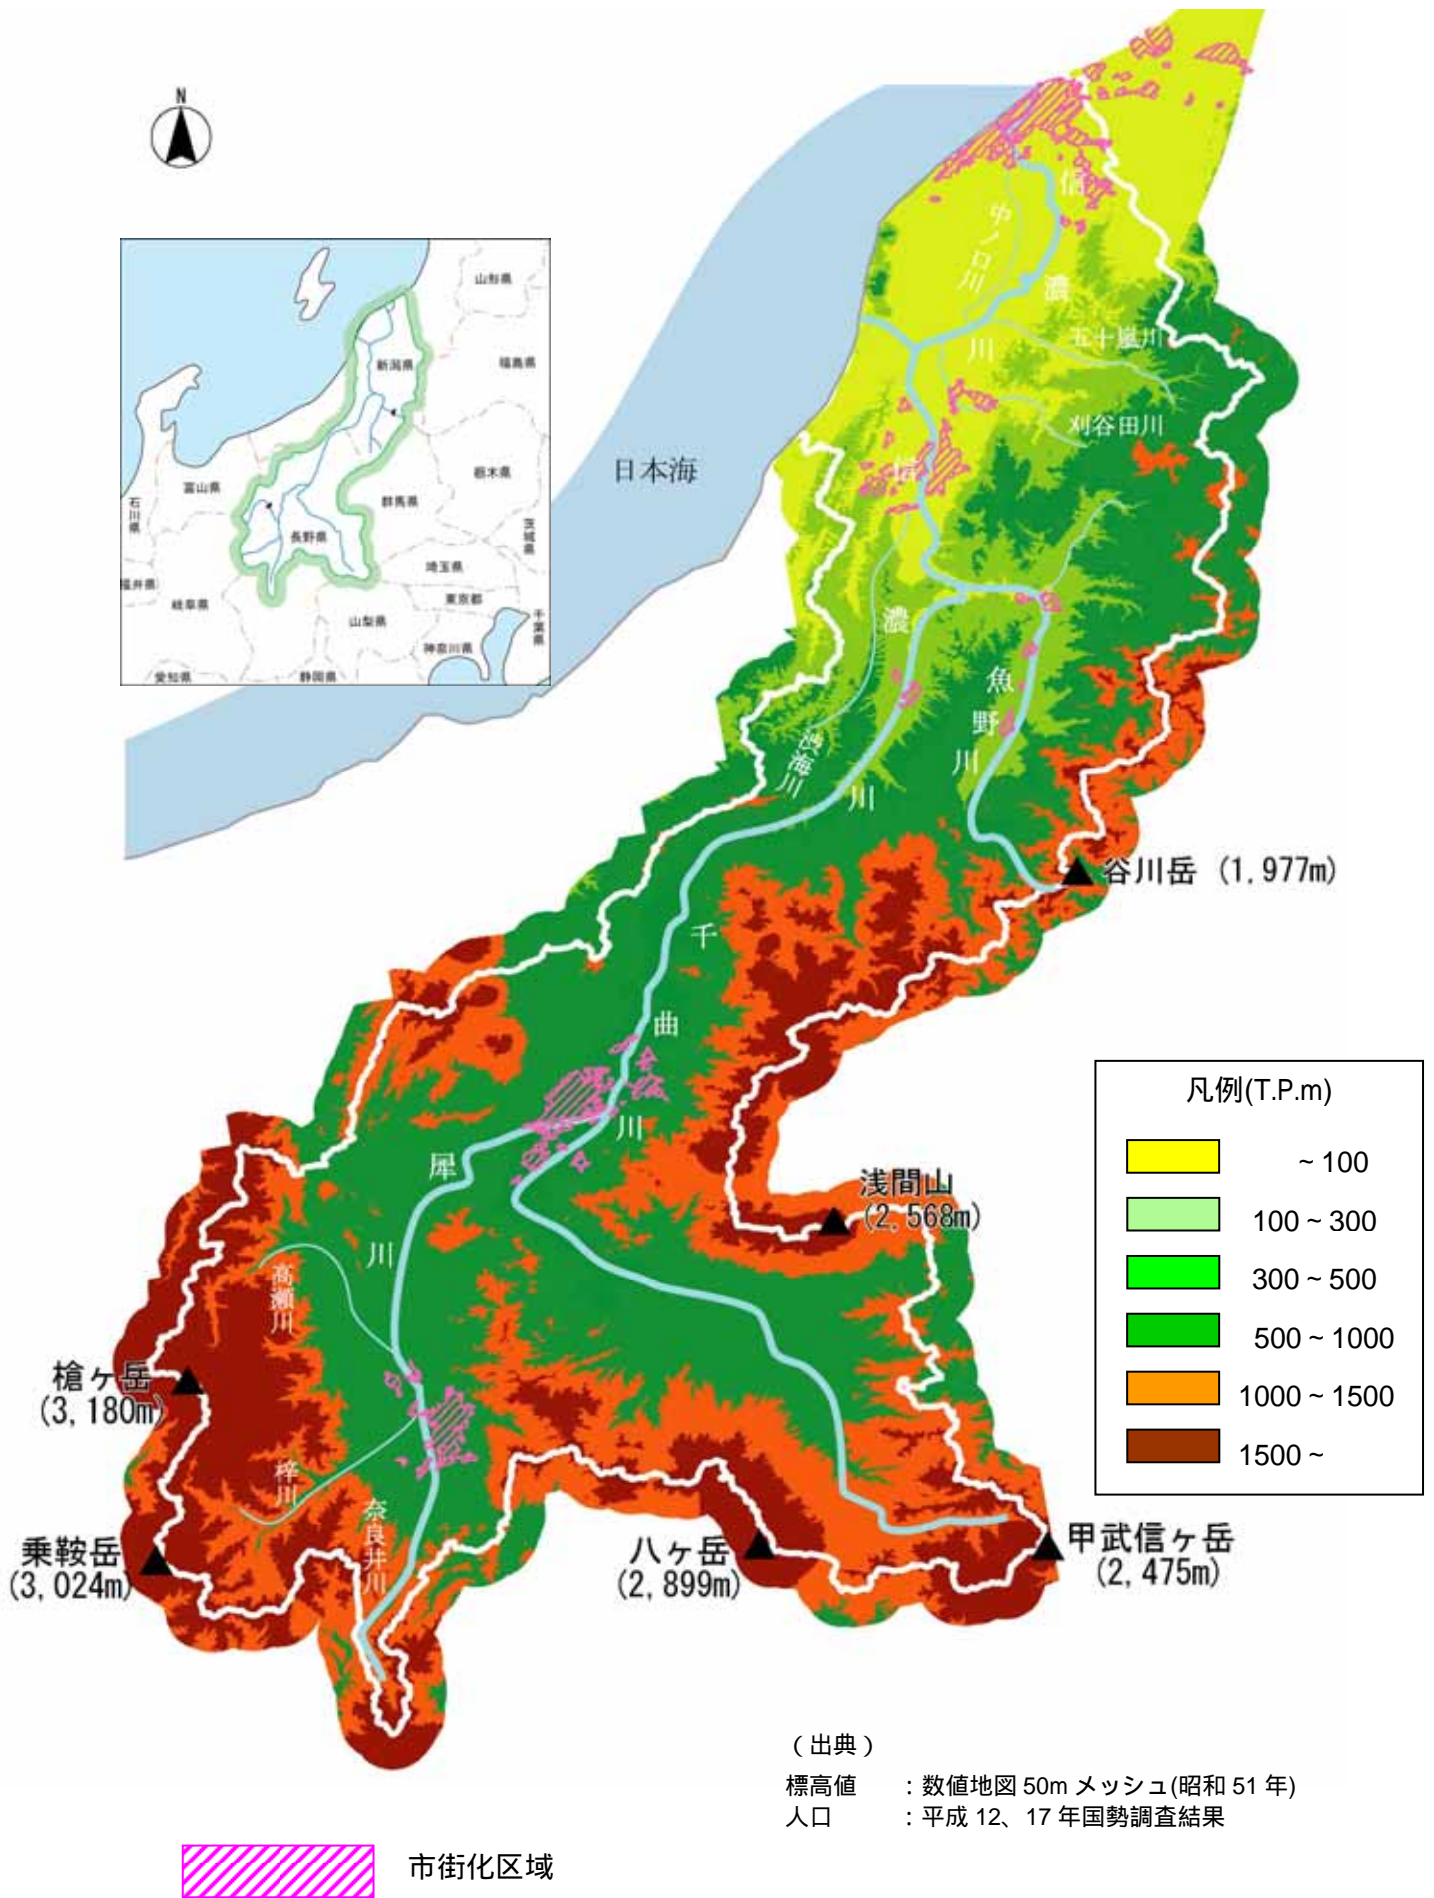 N
山形県
新潟県
福島県
栃木県
群馬県
富山県
石川県
長野県
茨城県
福井県
岐阜県
埼玉県
東京都
山梨県
千葉県
神奈川県
愛知県
静岡県
日本海
信
濃
川
中ノ口川
五十嵐川
刈谷田川
信
濃
川
魚
野
川
渋海川
谷川岳 (1,977m)
千
曲
川
犀
川
高瀬川
梓川
奈良井川
浅間山
(2,568m)
槍ヶ岳
(3,180m)
乗鞍岳
(3,024m)
八ヶ岳
(2,899m)
甲武信ヶ岳
(2,475m)
凡例(T.P.m)
~100
100~300
300~500
500~1000
1000~1500
1500~
(出典)
標高値 :数値地図 50m メッシュ(昭和 51 年)
人口 :平成 12、17 年国勢調査結果
市街化区域